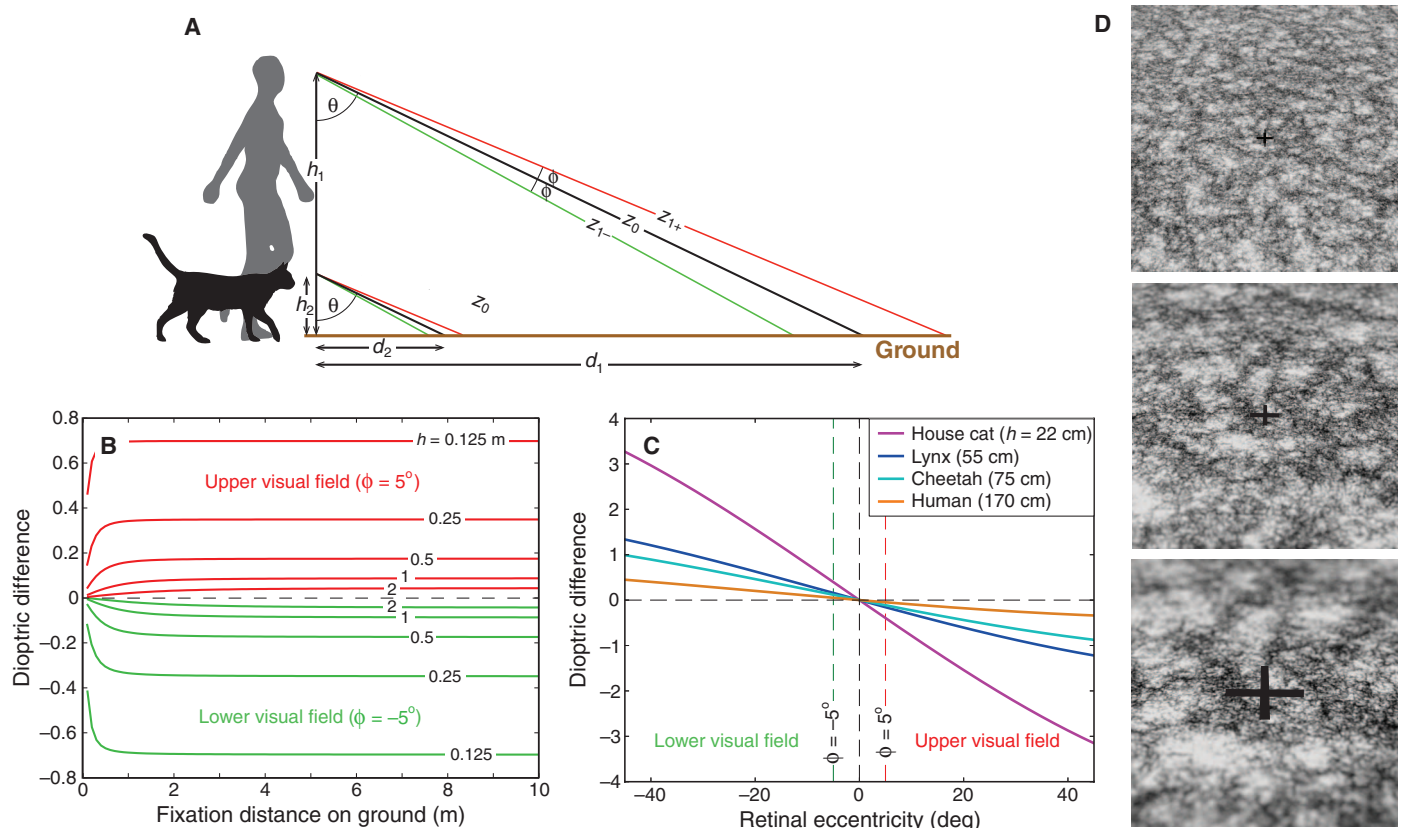 A
θ
h₁
ϕ
ϕ
z₁₊
z₀
z₁₋
h₂
θ
z₀
Ground
d₂
d₁
B
0.8
0.6
0.4
0.2
0
−0.2
−0.4
−0.6
−0.8
Dioptric difference
h = 0.125 m
Upper visual field (ϕ = 5°)
0.25
0.5
1
2
2
1
0.5
0.25
Lower visual field (ϕ = −5°)
0.125
0 2 4 6 8 10
Fixation distance on ground (m)
C
4
3
2
1
0
−1
−2
−3
−4
Dioptric difference
House cat (h = 22 cm)
Lynx (55 cm)
Cheetah (75 cm)
Human (170 cm)
ϕ = −5°
ϕ = 5°
Lower visual field
Upper visual field
−40 −20 0 20 40
Retinal eccentricity (deg)
D